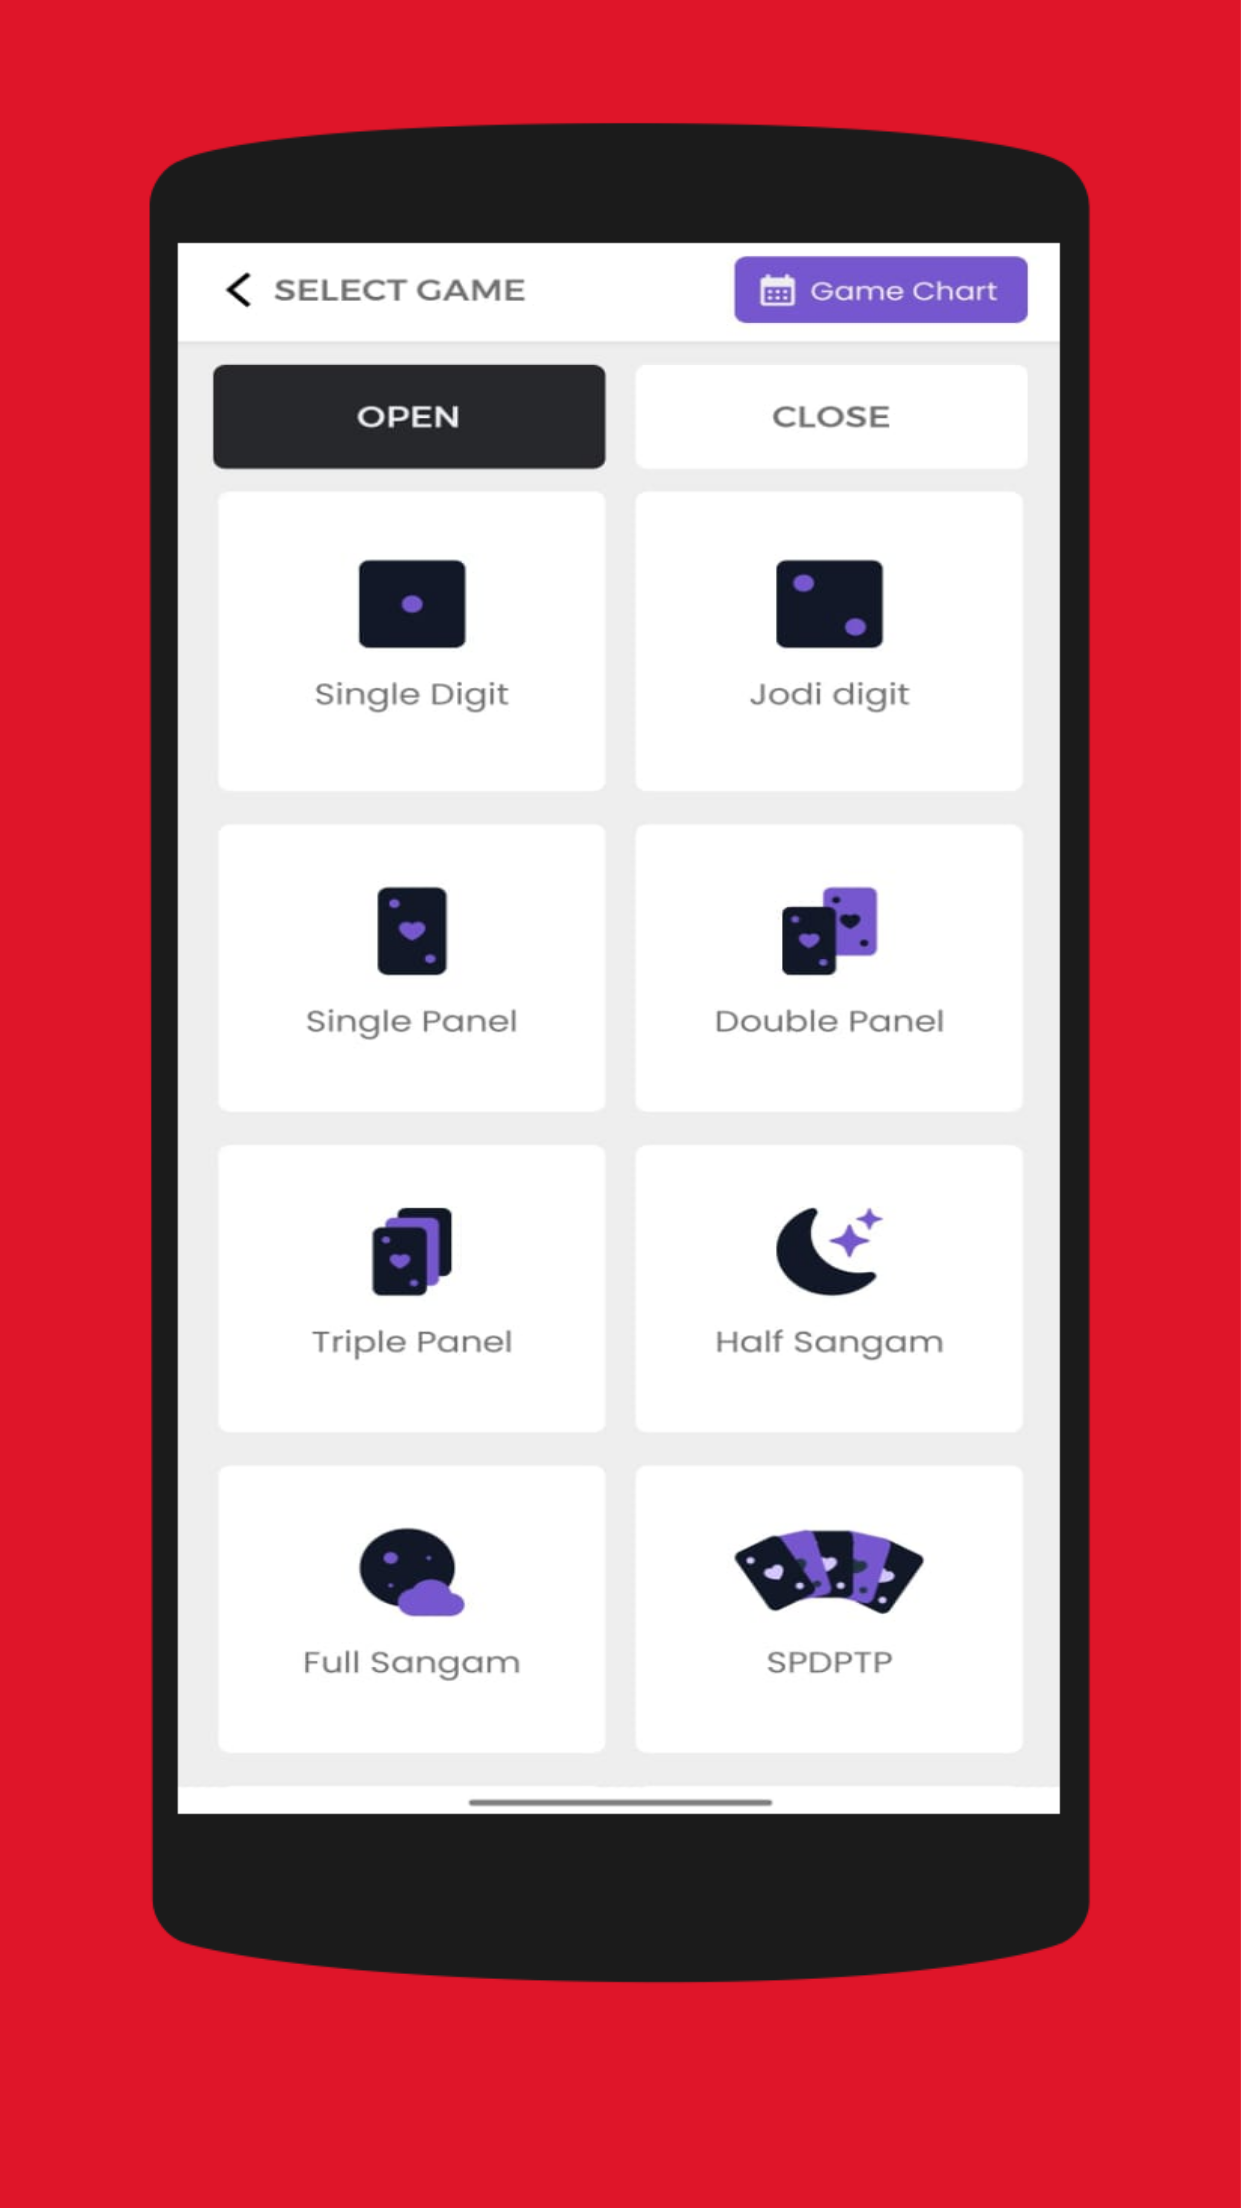 SELECT GAME
Game Chart
OPEN
CLOSE
Single Digit
Jodi digit
Single Panel
Double Panel
Triple Panel
Half Sangam
Full Sangam
SPDPTP